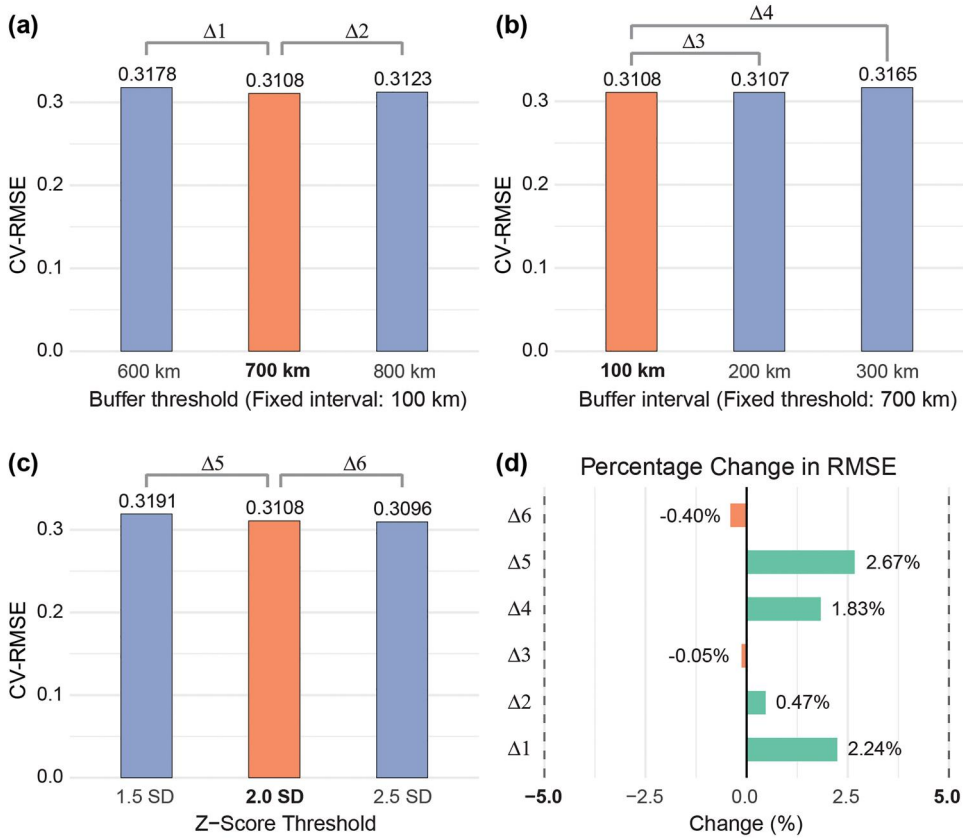 (a)
Δ1 Δ2
0.3178 0.3108 0.3123
0.3
0.2
0.1
0.0
CV-RMSE
600 km 700 km 800 km
Buffer threshold (Fixed interval: 100 km)
(b)
Δ4
Δ3
0.3108 0.3107 0.3165
0.3
0.2
0.1
0.0
CV-RMSE
100 km 200 km 300 km
Buffer interval (Fixed threshold: 700 km)
(c)
Δ5 Δ6
0.3191 0.3108 0.3096
0.3
0.2
0.1
0.0
CV-RMSE
1.5 SD 2.0 SD 2.5 SD
Z−Score Threshold
(d) Percentage Change in RMSE
Δ6 -0.40%
Δ5 2.67%
Δ4 1.83%
Δ3 -0.05%
Δ2 0.47%
Δ1 2.24%
−5.0 −2.5 0.0 2.5 5.0
Change (%)